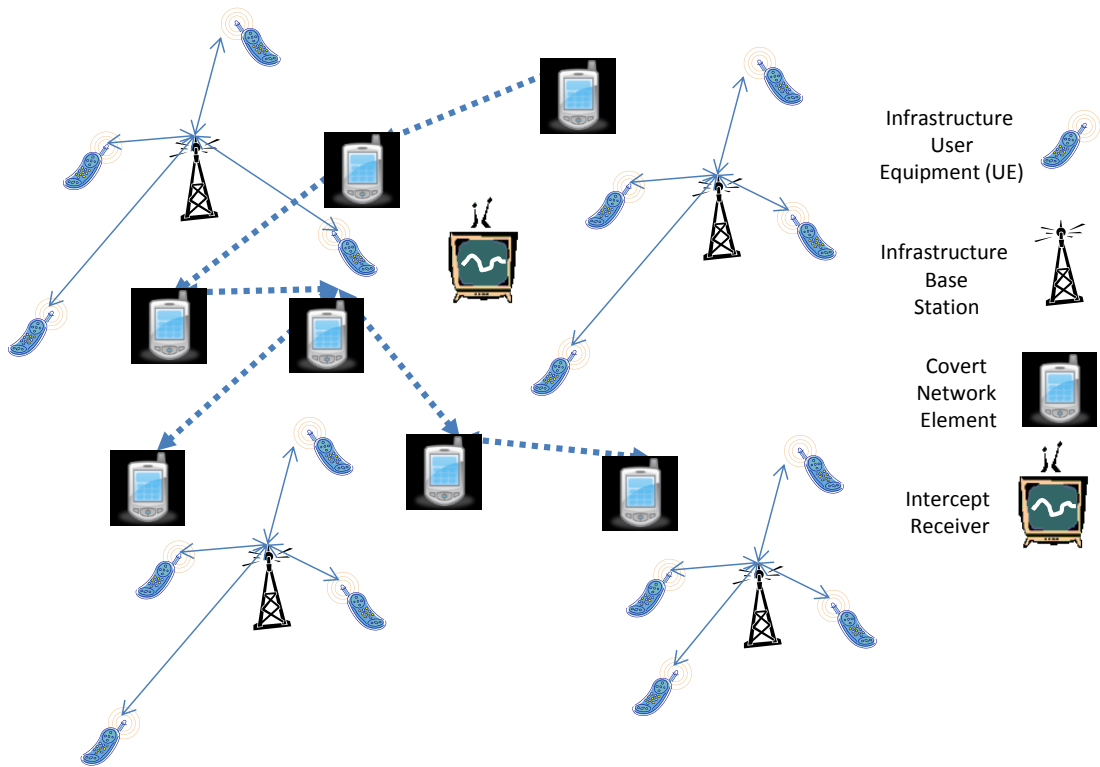 Infrastructure
User
Equipment (UE)
Infrastructure
Base
Station
Covert
Network
Element
Intercept
Receiver